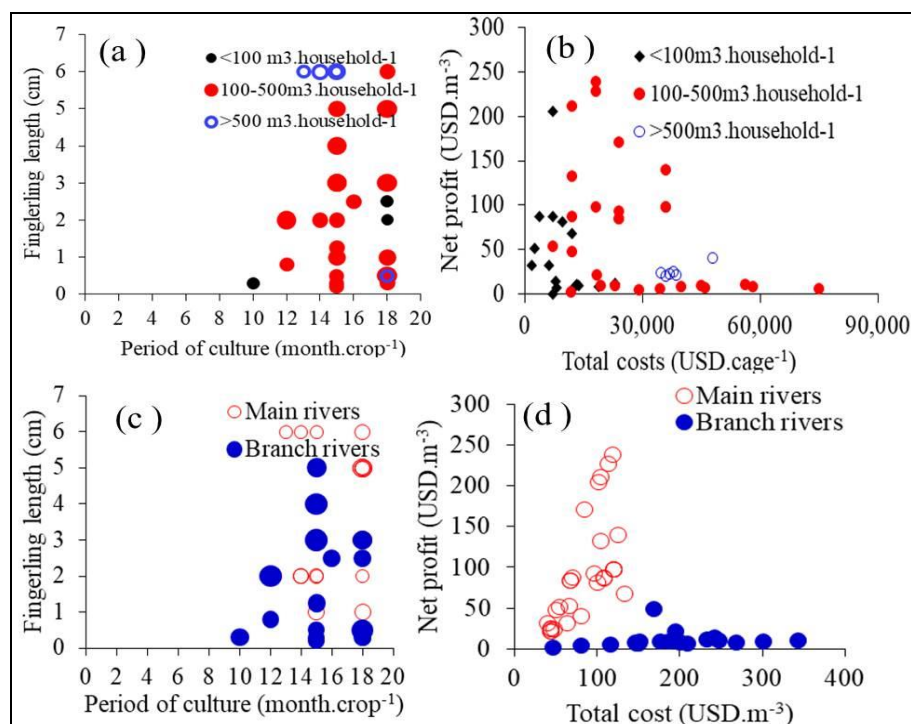 (a)
<100 m3.household-1
100-500m3.household-1
>500 m3.household-1
Finglerling length (cm)
7
6
5
4
3
2
1
0
0 2 4 6 8 10 12 14 16 18 20
Period of culture (month.crop-1)
(b)
<100m3.household-1
100-500m3.household-1
>500m3.household-1
Net profit (USD.m-3)
300
250
200
150
100
50
0
0 30,000 60,000 90,000
Total costs (USD.cage-1)
(c)
Main rivers
Branch rivers
Fingerling length (cm)
7
6
5
4
3
2
1
0
0 2 4 6 8 10 12 14 16 18 20
Period of culture (month.crop-1)
(d)
Main rivers
Branch rivers
Net profit (USD.m-3)
300
250
200
150
100
50
0
0 100 200 300 400
Total cost (USD.m-3)